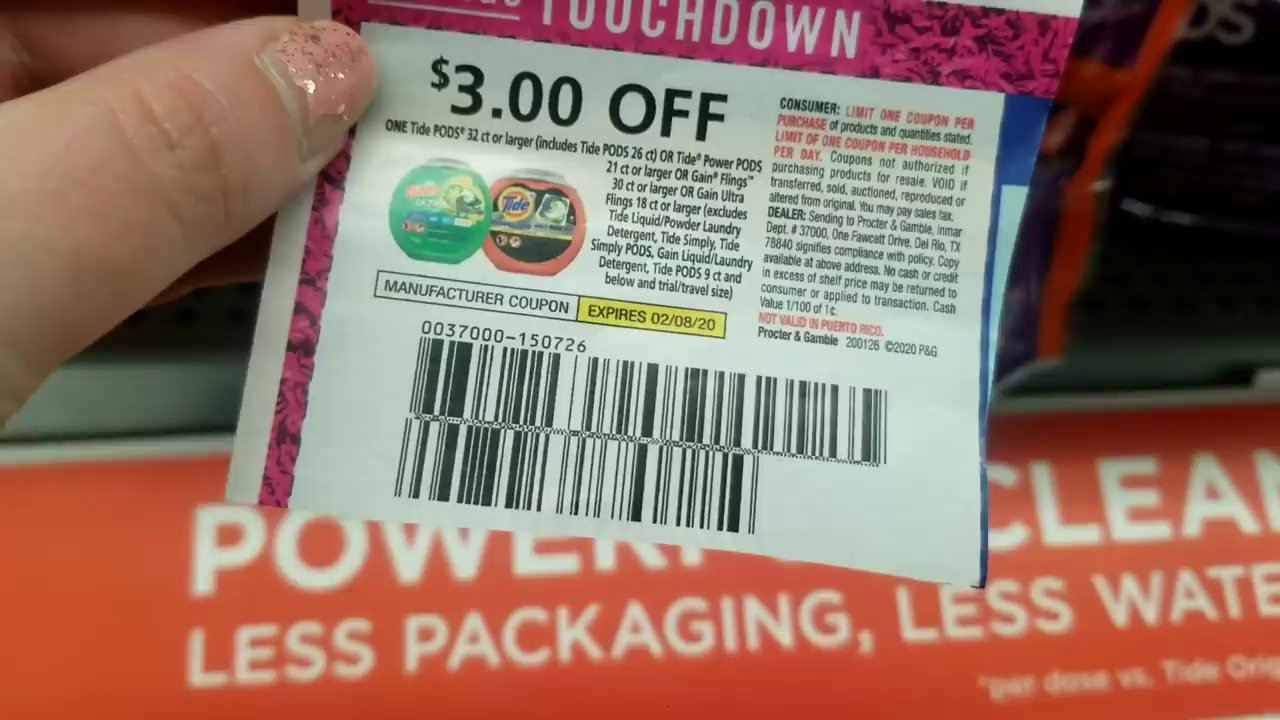 TOUCHDOWN
$3.00 OFF
ONE Tide PODS® 32 ct or larger (includes Tide PODS 26 ct) OR Tide® Power PODS
21 ct or larger OR Gain® Flings™
30 ct or larger OR Gain Ultra
Flings 18 ct or larger (excludes
Tide Liquid/Powder Laundry
Detergent, Tide Simply, Tide
Simply PODS, Gain Liquid/Laundry
Detergent, Tide PODS 9 ct and
below and trial/travel size)
Gain
ULTRA
Tide
MANUFACTURER COUPON
EXPIRES 02/08/20
0037000-150726
CONSUMER: LIMIT ONE COUPON PER
PURCHASE of products and quantities stated.
LIMIT OF ONE COUPON PER HOUSEHOLD
PER DAY. Coupons not authorized if
purchasing products for resale. VOID if
transferred, sold, auctioned, reproduced or
altered from original. You may pay sales tax.
DEALER: Sending to Procter & Gamble, Inmar
Dept. # 37000, One Fawcett Drive, Del Rio, TX
78840 signifies compliance with policy. Copy
available at above address. No cash or credit
in excess of shelf price may be returned to
consumer or applied to transaction. Cash
Value 1/100 of 1¢.
NOT VALID IN PUERTO RICO.
Procter & Gamble 200126 ©2020 P&G
DS
POWERF CLEAN
LESS PACKAGING, LESS WATE
*per dose vs. Tide Orig